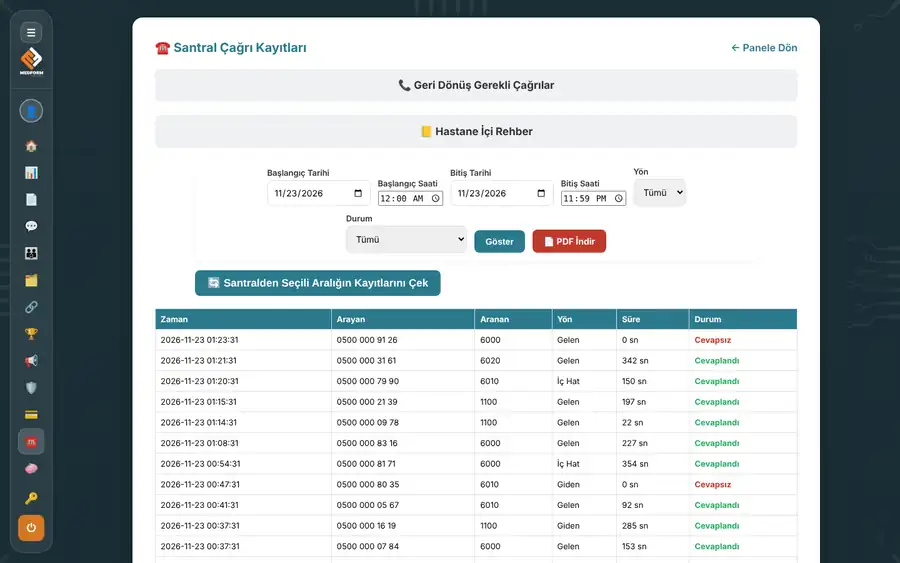 MEDFORM
☎️ Santral Çağrı Kayıtları
← Panele Dön
📞 Geri Dönüş Gerekli Çağrılar
📒 Hastane İçi Rehber
Başlangıç Tarihi Başlangıç Saati Bitiş Tarihi Bitiş Saati Yön
11/23/2026 12:00 AM 11/23/2026 11:59 PM Tümü
Durum
Tümü Göster 📄 PDF İndir
🔄 Santralden Seçili Aralığın Kayıtlarını Çek
Zaman Arayan Aranan Yön Süre Durum
2026-11-23 01:23:31 0500 000 91 26 6000 Gelen 0 sn Cevapsız
2026-11-23 01:21:31 0500 000 31 61 6020 Gelen 342 sn Cevaplandı
2026-11-23 01:20:31 0500 000 79 90 6010 İç Hat 150 sn Cevaplandı
2026-11-23 01:15:31 0500 000 21 39 1100 Gelen 197 sn Cevaplandı
2026-11-23 01:14:31 0500 000 09 78 1100 Gelen 22 sn Cevaplandı
2026-11-23 01:08:31 0500 000 83 16 6000 Gelen 227 sn Cevaplandı
2026-11-23 00:54:31 0500 000 81 71 6000 İç Hat 354 sn Cevaplandı
2026-11-23 00:47:31 0500 000 80 35 6010 Giden 0 sn Cevapsız
2026-11-23 00:41:31 0500 000 05 67 6010 Gelen 92 sn Cevaplandı
2026-11-23 00:37:31 0500 000 16 19 1100 Giden 285 sn Cevaplandı
2026-11-23 00:37:31 0500 000 07 84 6000 Gelen 153 sn Cevaplandı